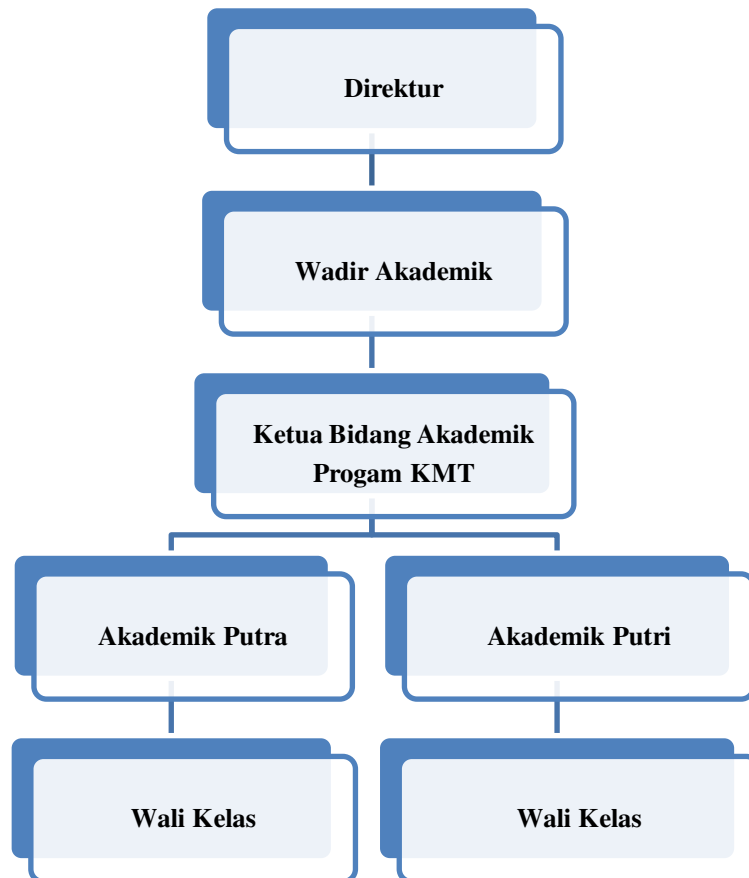 Direktur
Wadir Akademik
Ketua Bidang Akademik
Progam KMT
Akademik Putra
Akademik Putri
Wali Kelas
Wali Kelas